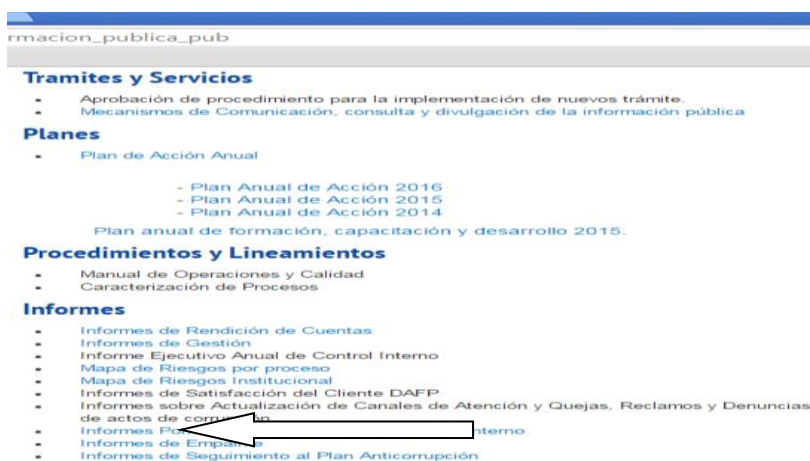 rmacion_publica_pub
Tramites y Servicios
Aprobación de procedimiento para la implementación de nuevos trámite.
Mecanismos de Comunicación, consulta y divulgación de la información pública
Planes
Plan de Acción Anual
- Plan Anual de Acción 2016
- Plan Anual de Acción 2015
- Plan Anual de Acción 2014
Plan anual de formación, capacitación y desarrollo 2015.
Procedimientos y Lineamientos
Manual de Operaciones y Calidad
Caracterización de Procesos
Informes
Informes de Rendición de Cuentas
Informes de Gestión
Informe Ejecutivo Anual de Control Interno
Mapa de Riesgos por proceso
Mapa de Riesgos Institucional
Informes de Satisfacción del Cliente DAFP
Informes sobre Actualización de Canales de Atención y Quejas, Reclamos y Denuncias
de actos de corrupción
Informes nterno
Informes de Empalme
Informes de Seguimiento al Plan Anticorrupción